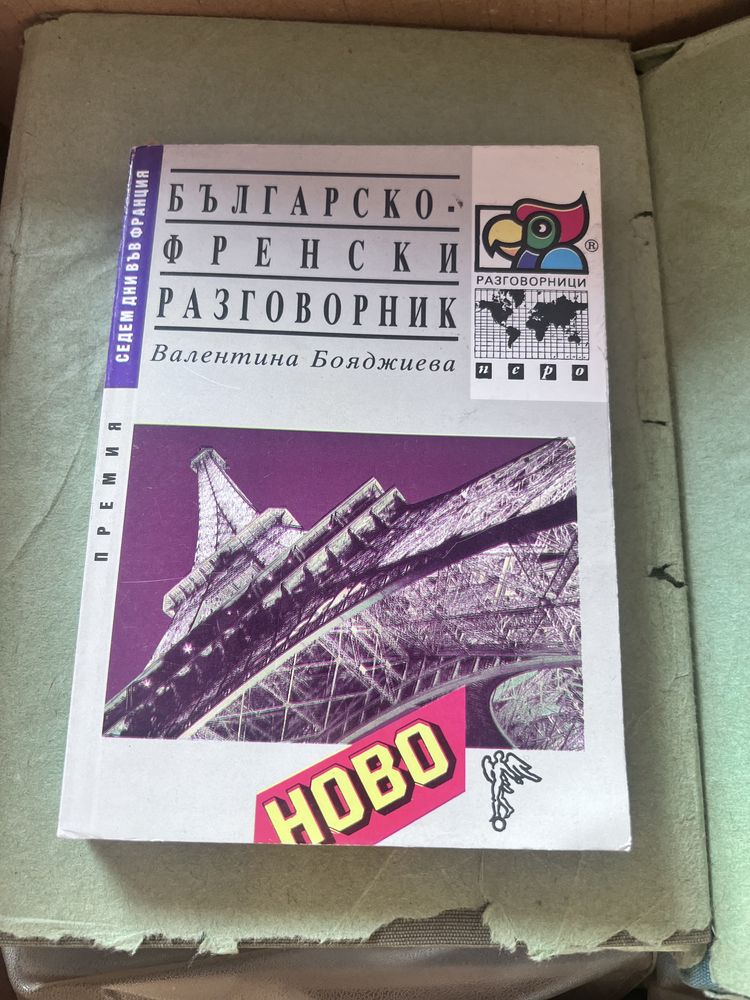 БЪЛГАРСКО-
ФРЕНСКИ
РАЗГОВОРНИК
Валентина Бояджиева
®
РАЗГОВОРНИЦИ
перо
СЕДЕМ ДНИ ВЪВ ФРАНЦИЯ
ПРЕМИЯ
НОВО